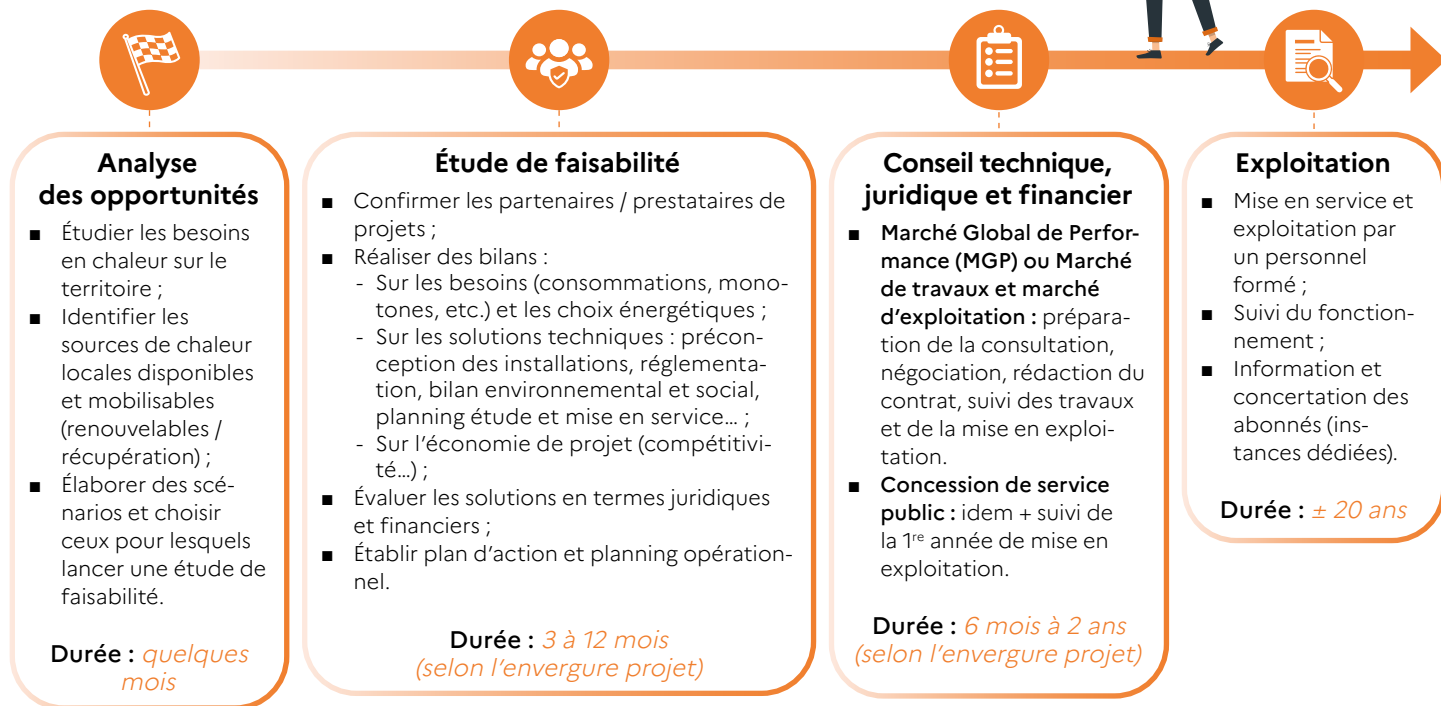 Analyse
des opportunités
■ Étudier les besoins
en chaleur sur le
territoire ;
■ Identifier les
sources de chaleur
locales disponibles
et mobilisables
(renouvelables /
récupération) ;
■ Élaborer des scé-
narios et choisir
ceux pour lesquels
lancer une étude de
faisabilité.
Durée : quelques
mois
Étude de faisabilité
■ Confirmer les partenaires / prestataires de
projets ;
■ Réaliser des bilans :
- Sur les besoins (consommations, mono-
tones, etc.) et les choix énergétiques ;
- Sur les solutions techniques : précon-
ception des installations, réglementa-
tion, bilan environnemental et social,
planning étude et mise en service… ;
- Sur l’économie de projet (compétitivi-
té…) ;
■ Évaluer les solutions en termes juridiques
et financiers ;
■ Établir plan d’action et planning opération-
nel.
Durée : 3 à 12 mois
(selon l’envergure projet)
Conseil technique,
juridique et financier
■ Marché Global de Perfor-
mance (MGP) ou Marché
de travaux et marché
d’exploitation : prépara-
tion de la consultation,
négociation, rédaction du
contrat, suivi des travaux
et de la mise en exploi-
tation.
■ Concession de service
public : idem + suivi de
la 1re année de mise en
exploitation.
Durée : 6 mois à 2 ans
(selon l’envergure projet)
Exploitation
■ Mise en service et
exploitation par
un personnel
formé ;
■ Suivi du fonction-
nement ;
■ Information et
concertation des
abonnés (ins-
tances dédiées).
Durée : ± 20 ans